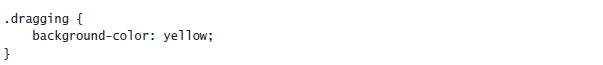 .dragging {
    background-color: yellow;
}